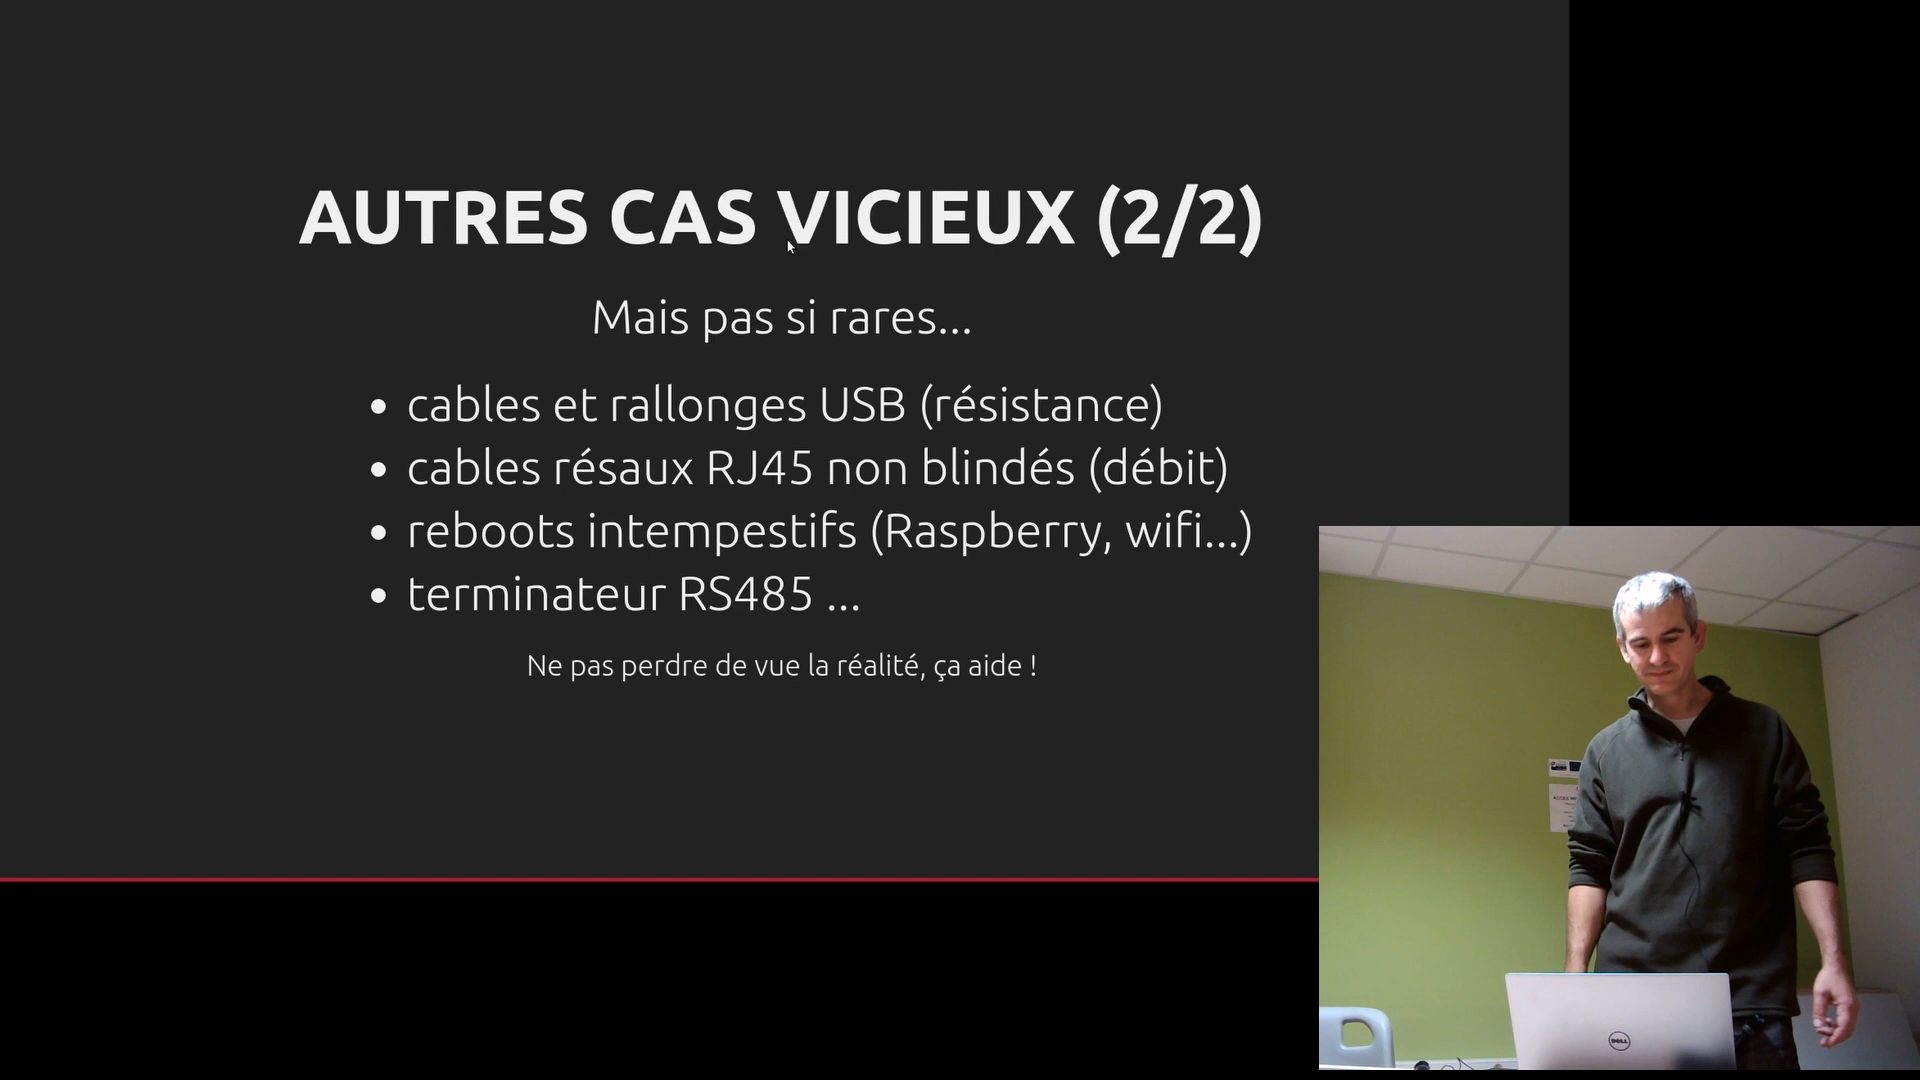 AUTRES CAS VICIEUX (2/2)
Mais pas si rares...
• cables et rallonges USB (résistance)
• cables résaux RJ45 non blindés (débit)
• reboots intempestifs (Raspberry, wifi...)
• terminateur RS485 ...
Ne pas perdre de vue la réalité, ça aide !
DELL